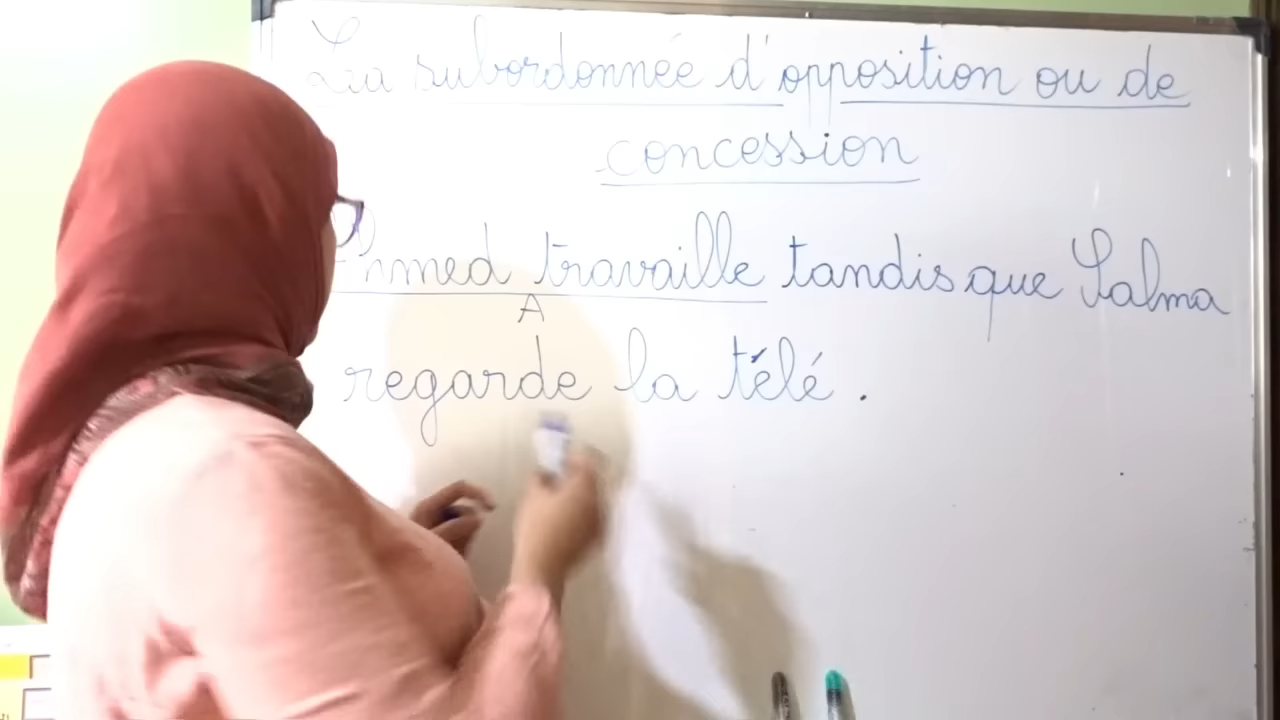 La subordonnée d'opposition ou de
concession
Ahmed travaille tandis que Salma
A
regarde la télé .